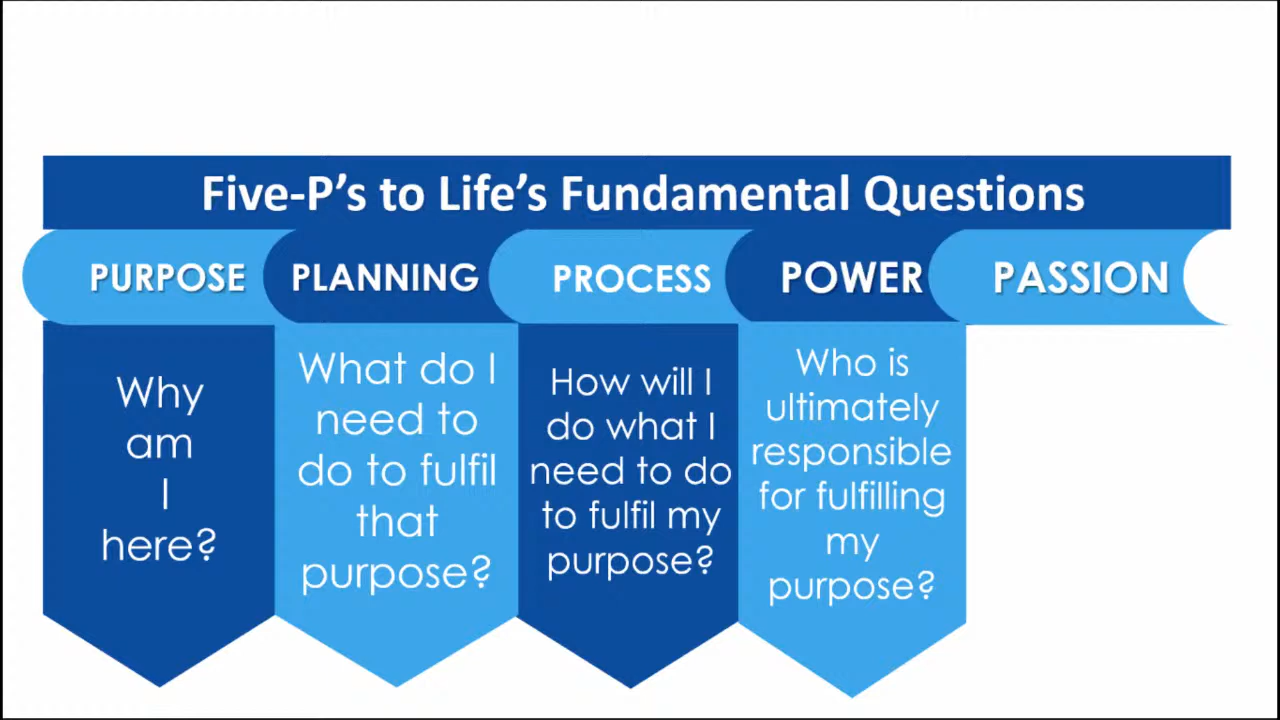 Five-P’s to Life’s Fundamental Questions
PURPOSE
PLANNING
PROCESS
POWER
PASSION
Why
am
I
here?
What do I
need to
do to fulfil
that
purpose?
How will I
do what I
need to do
to fulfil my
purpose?
Who is
ultimately
responsible
for fulfilling
my
purpose?